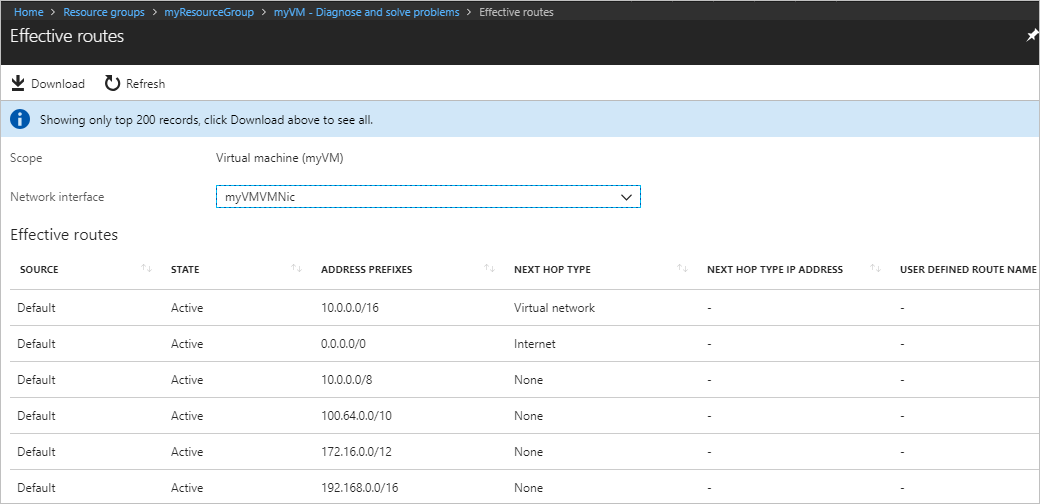 Home > Resource groups > myResourceGroup > myVM - Diagnose and solve problems > Effective routes
Effective routes
Download Refresh
Showing only top 200 records, click Download above to see all.
Scope Virtual machine (myVM)
Network interface myVMVMNic
Effective routes
SOURCE STATE ADDRESS PREFIXES NEXT HOP TYPE NEXT HOP TYPE IP ADDRESS USER DEFINED ROUTE NAME
Default Active 10.0.0.0/16 Virtual network - -
Default Active 0.0.0.0/0 Internet - -
Default Active 10.0.0.0/8 None - -
Default Active 100.64.0.0/10 None - -
Default Active 172.16.0.0/12 None - -
Default Active 192.168.0.0/16 None - -